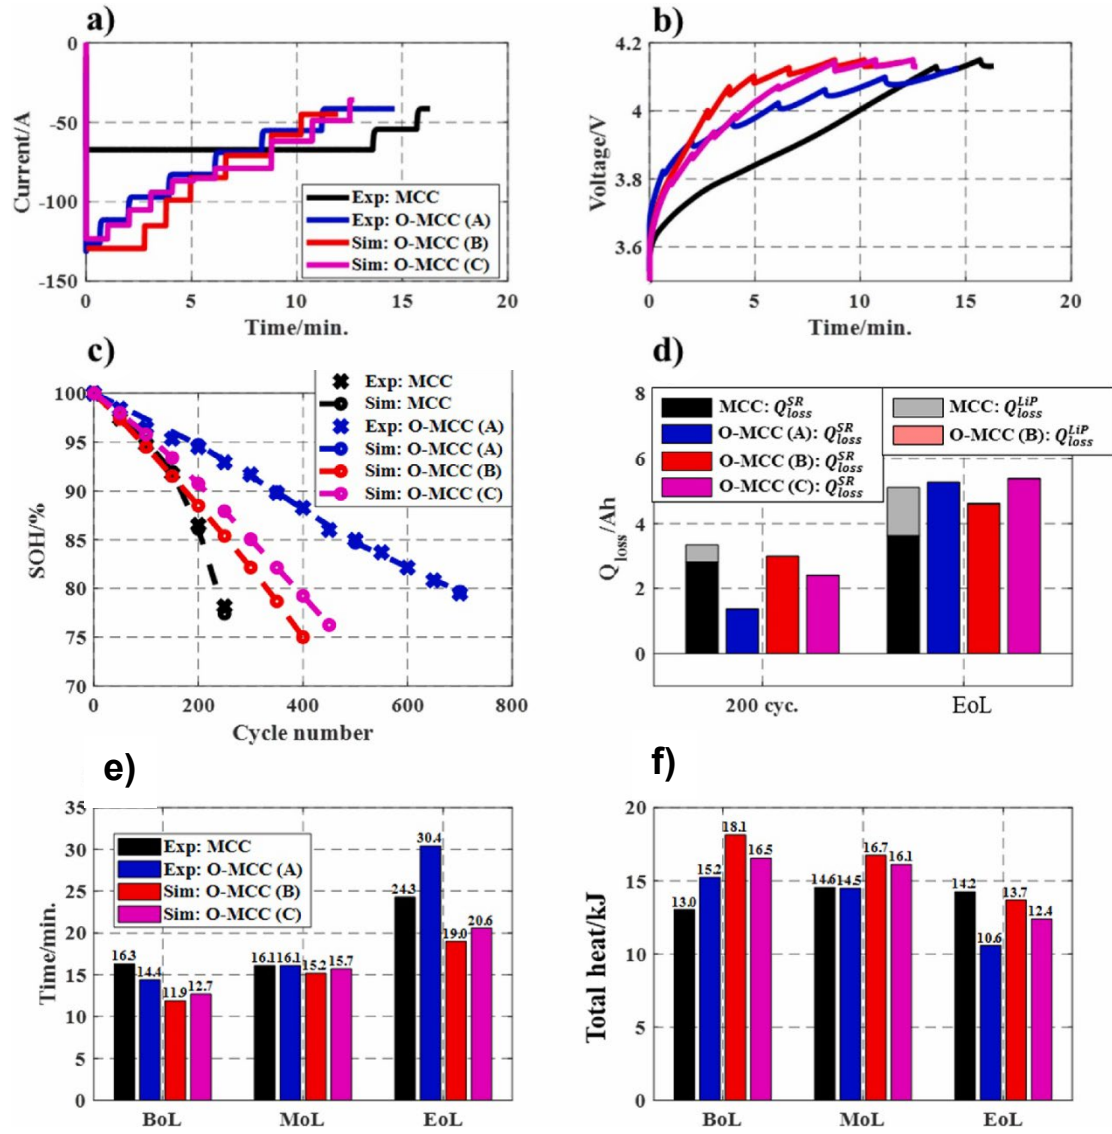 a)
0
-50
-100
-150
Current/A
Exp: MCC
Exp: O-MCC (A)
Sim: O-MCC (B)
Sim: O-MCC (C)
0 5 10 15 20
Time/min.
b)
4.2
4
3.8
3.6
Voltage/V
0 5 10 15 20
Time/min.
c)
100
95
90
85
80
75
70
SOH/%
Exp: MCC
Sim: MCC
Exp: O-MCC (A)
Sim: O-MCC (A)
Sim: O-MCC (B)
Sim: O-MCC (C)
0 200 400 600 800
Cycle number
d)
8
6
4
2
0
Q_loss/Ah
MCC: Q_loss^SR
O-MCC (A): Q_loss^SR
O-MCC (B): Q_loss^SR
O-MCC (C): Q_loss^SR
MCC: Q_loss^LiP
O-MCC (B): Q_loss^LiP
200 cyc. EoL
e)
35
30
25
20
15
10
5
0
Time/min.
Exp: MCC
Exp: O-MCC (A)
Sim: O-MCC (B)
Sim: O-MCC (C)
16.3 14.4 11.9 12.7
16.1 16.1 15.2 15.7
24.3 30.4 19.0 20.6
BoL MoL EoL
f)
20
15
10
5
0
Total heat/kJ
13.0 15.2 18.1 16.5
14.6 14.5 16.7 16.1
14.2 10.6 13.7 12.4
BoL MoL EoL